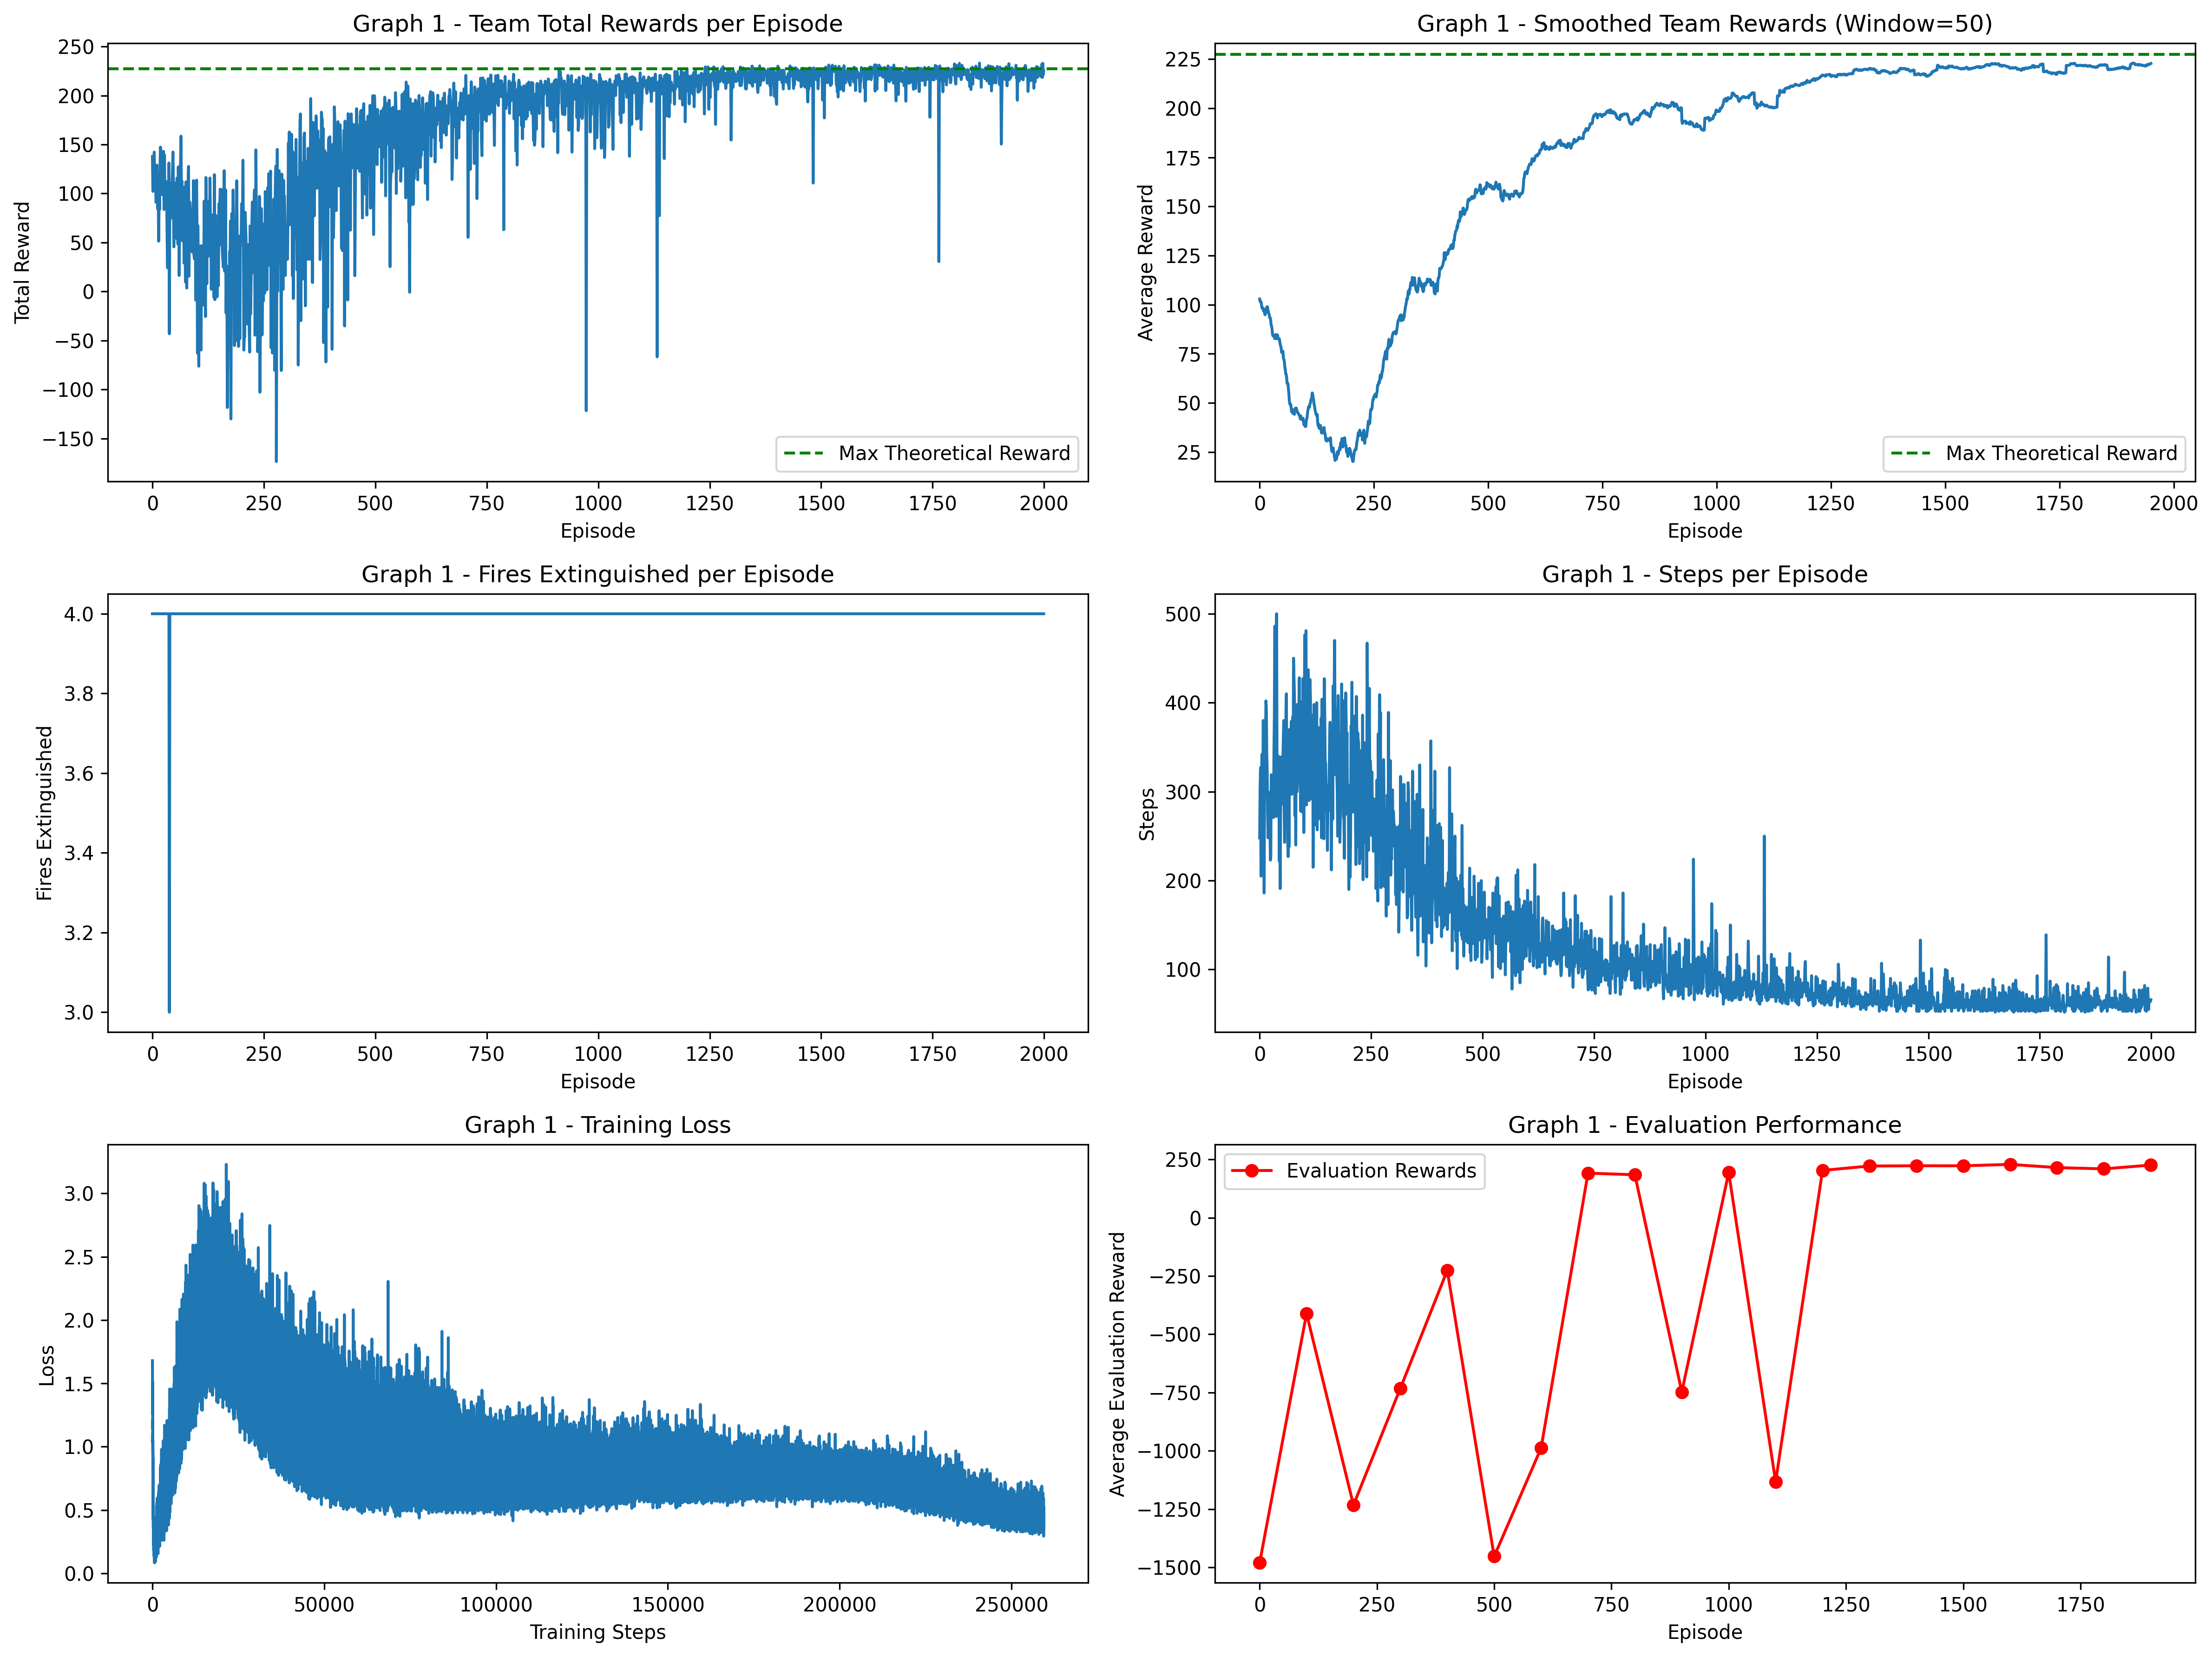 Graph 1 - Team Total Rewards per Episode
250
200
150
100
50
0
−50
−100
−150
Total Reward
0 250 500 750 1000 1250 1500 1750 2000
Episode
Max Theoretical Reward
Graph 1 - Smoothed Team Rewards (Window=50)
225
200
175
150
125
100
75
50
25
Average Reward
0 250 500 750 1000 1250 1500 1750 2000
Episode
Max Theoretical Reward
Graph 1 - Fires Extinguished per Episode
4.0
3.8
3.6
3.4
3.2
3.0
Fires Extinguished
0 250 500 750 1000 1250 1500 1750 2000
Episode
Graph 1 - Steps per Episode
500
400
300
200
100
Steps
0 250 500 750 1000 1250 1500 1750 2000
Episode
Graph 1 - Training Loss
3.0
2.5
2.0
1.5
1.0
0.5
0.0
Loss
0 50000 100000 150000 200000 250000
Training Steps
Graph 1 - Evaluation Performance
Evaluation Rewards
250
0
−250
−500
−750
−1000
−1250
−1500
Average Evaluation Reward
0 250 500 750 1000 1250 1500 1750
Episode